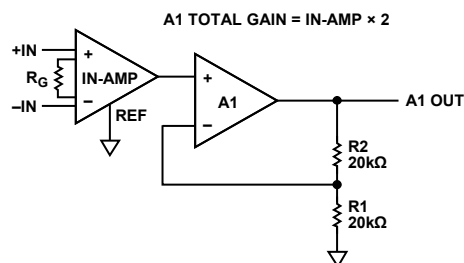 A1 TOTAL GAIN = IN-AMP × 2
+IN
+
RG
IN-AMP
–
–IN
REF
+
A1
–
A1 OUT
R2
20kΩ
R1
20kΩ